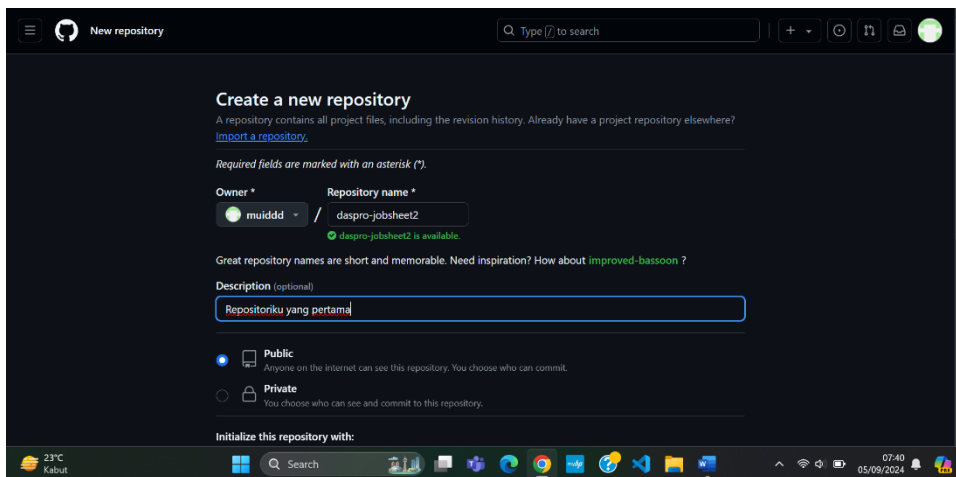 New repository
Type / to search
Create a new repository
A repository contains all project files, including the revision history. Already have a project repository elsewhere?
Import a repository.
Required fields are marked with an asterisk (*).
Owner *
Repository name *
muiddd
/
daspro-jobsheet2
daspro-jobsheet2 is available.
Great repository names are short and memorable. Need inspiration? How about improved-bassoon ?
Description (optional)
Repositoriku yang pertama
Public
Anyone on the internet can see this repository. You choose who can commit.
Private
You choose who can see and commit to this repository.
Initialize this repository with:
23°C
Kabut
Search
07:40
05/09/2024